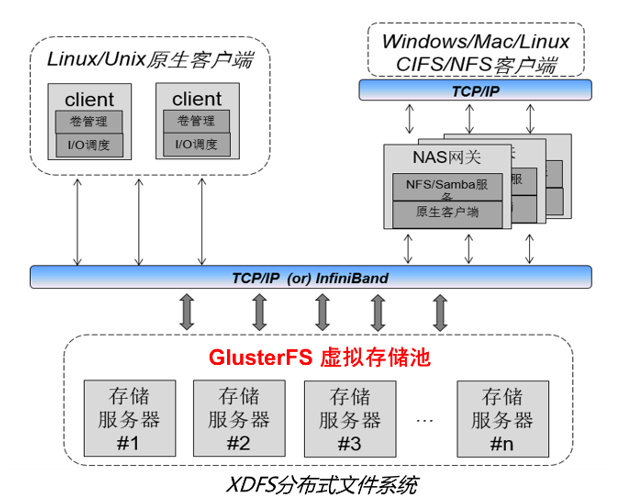 Linux/Unix原生客户端
client
卷管理
I/O调度
client
卷管理
I/O调度
Windows/Mac/Linux
CIFS/NFS客户端
TCP/IP
NAS网关
NFS/Samba服
务
原生客户端
关
服
端
TCP/IP (or) InfiniBand
GlusterFS 虚拟存储池
存储
服务器
#1
存储
服务器
#2
存储
服务器
#3
...
存储
服务器
#n
XDFS分布式文件系统